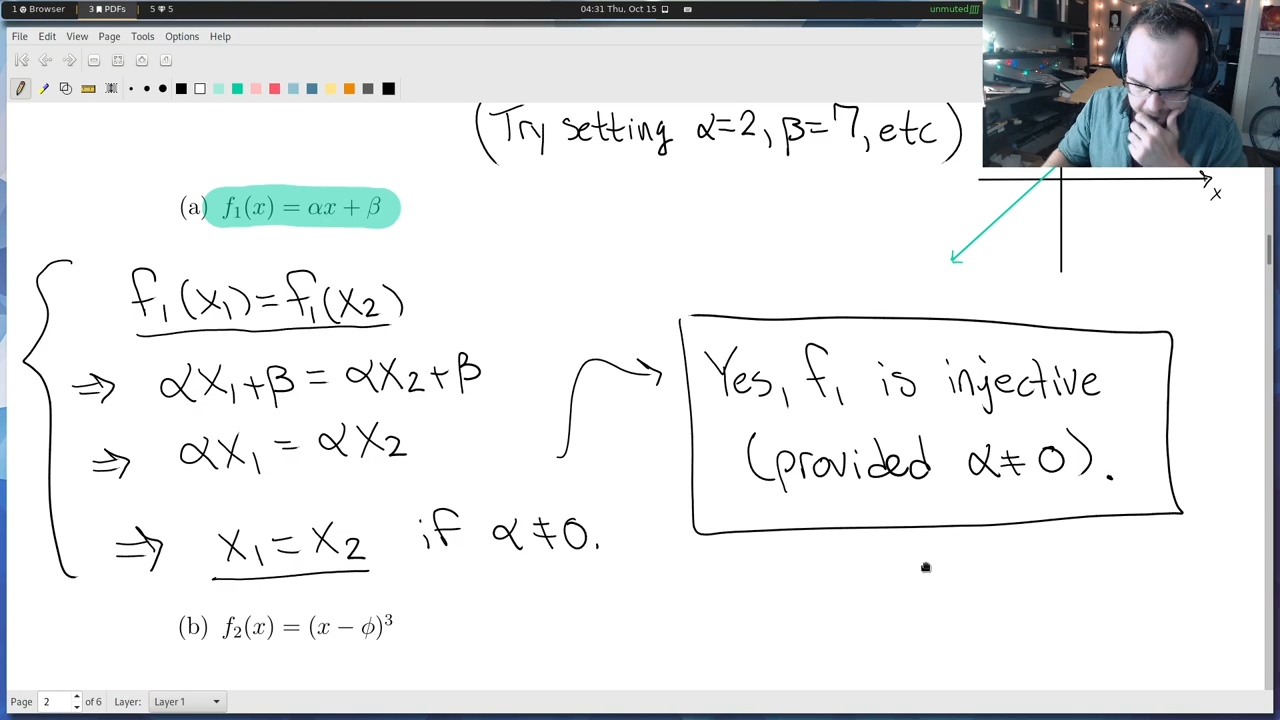 1 Browser 3 PDFs 5 5 04:31 Thu, Oct 15 unmuted
File Edit View Page Tools Options Help
(Try setting α=2, β=7, etc)
(a) f₁(x) = αx + β
x
f₁(x₁)=f₁(x₂)
⇒ αx₁+β = αx₂+β
⇒ αx₁ = αx₂
⇒ x₁=x₂ if α≠0.
Yes, f₁ is injective
(provided α≠0).
(b) f₂(x) = (x − ϕ)³
Page 2 of 6 Layer: Layer 1